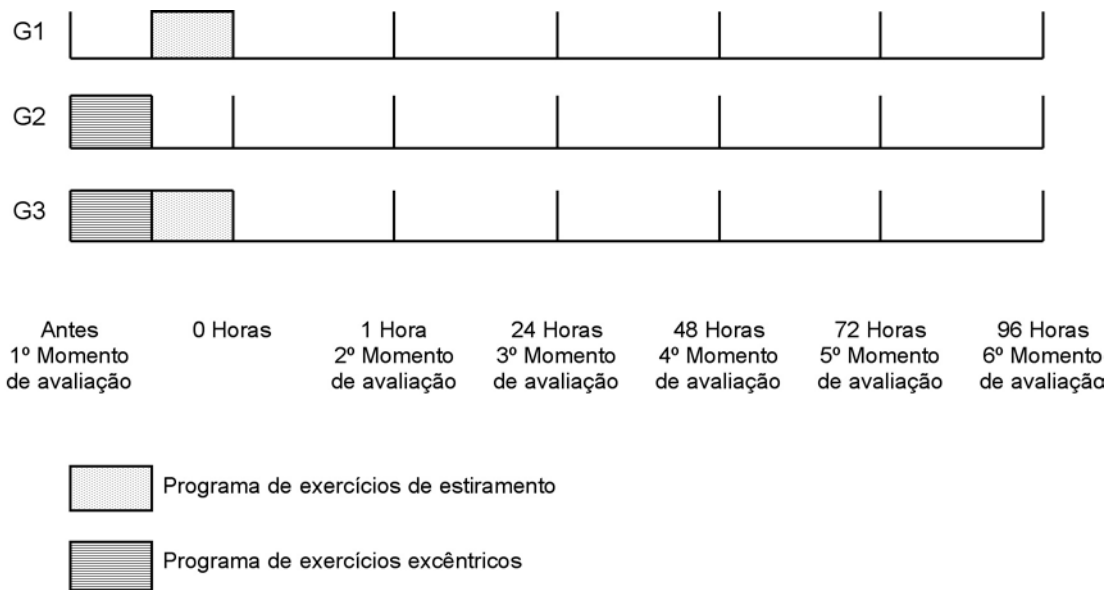 G1
G2
G3
Antes
1º Momento
de avaliação
0 Horas
1 Hora
2º Momento
de avaliação
24 Horas
3º Momento
de avaliação
48 Horas
4º Momento
de avaliação
72 Horas
5º Momento
de avaliação
96 Horas
6º Momento
de avaliação
Programa de exercícios de estiramento
Programa de exercícios excêntricos